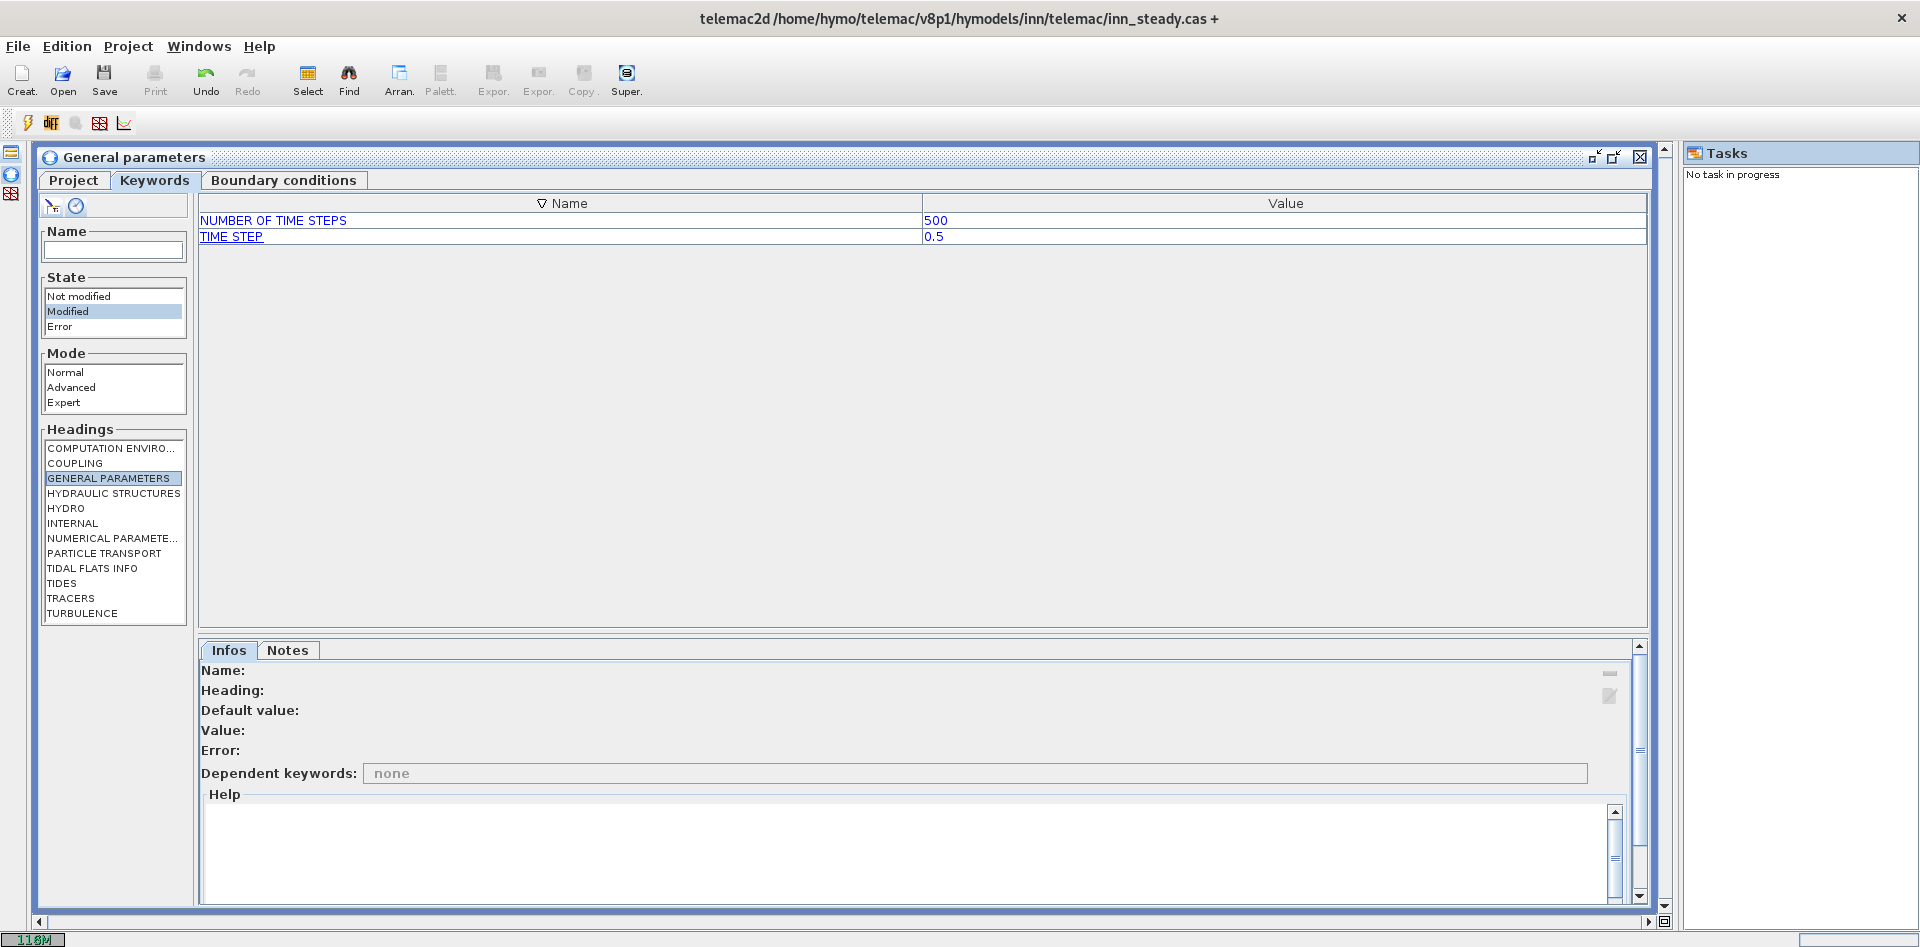 telemac2d /home/hymo/telemac/v8p1/hymodels/inn/telemac/inn_steady.cas +
File Edition Project Windows Help
Creat. Open Save Print Undo Redo Select Find Arran. Palett. Expor. Expor. Copy . Super.
diff
General parameters
Project Keywords Boundary conditions
Name
State
Not modified
Modified
Error
Mode
Normal
Advanced
Expert
Headings
COMPUTATION ENVIRO...
COUPLING
GENERAL PARAMETERS
HYDRAULIC STRUCTURES
HYDRO
INTERNAL
NUMERICAL PARAMETE...
PARTICLE TRANSPORT
TIDAL FLATS INFO
TIDES
TRACERS
TURBULENCE
Name Value
NUMBER OF TIME STEPS 500
TIME STEP 0.5
Infos Notes
Name:
Heading:
Default value:
Value:
Error:
Dependent keywords: none
Help
Tasks
No task in progress
116M